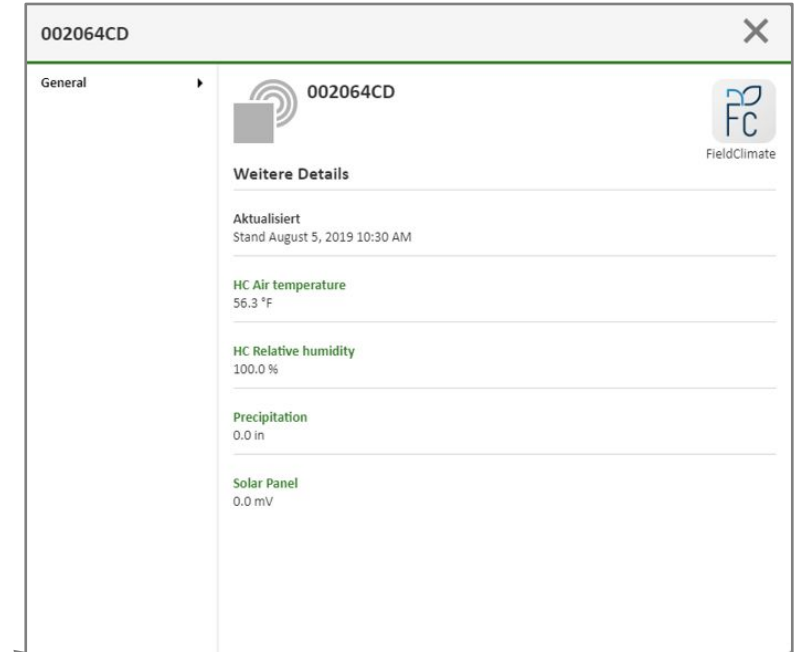 002064CD
General
002064CD
FC
FieldClimate
Weitere Details
Aktualisiert
Stand August 5, 2019 10:30 AM
HC Air temperature
56.3 °F
HC Relative humidity
100.0 %
Precipitation
0.0 in
Solar Panel
0.0 mV